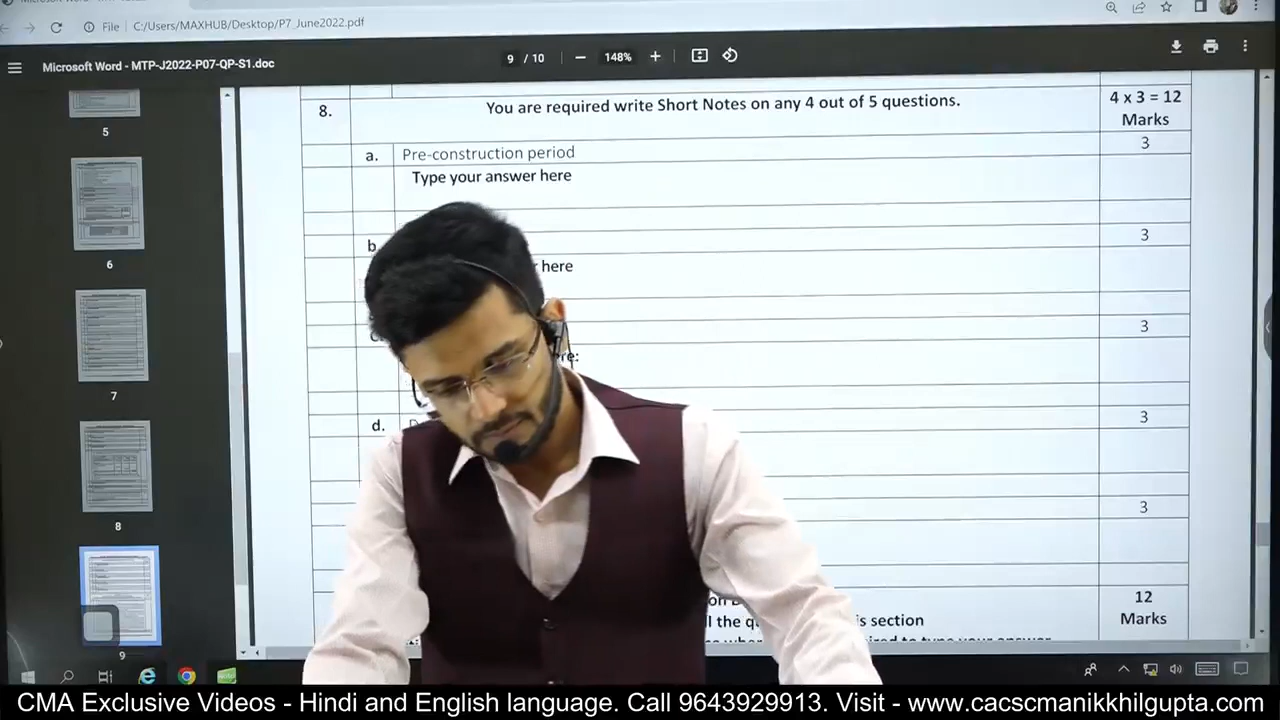 File C:/Users/MAXHUB/Desktop/P7_June2022.pdf
Microsoft Word - MTP-J2022-P07-QP-S1.doc
9 / 10
148%
5
6
7
8
9
8. You are required write Short Notes on any 4 out of 5 questions. 4 x 3 = 12
Marks
a. Pre-construction period 3
Type your answer here
b 3
here
3
d. 3
3
12
Marks
CMA Exclusive Videos - Hindi and English language. Call 9643929913. Visit - www.cacscmanikkhilgupta.com